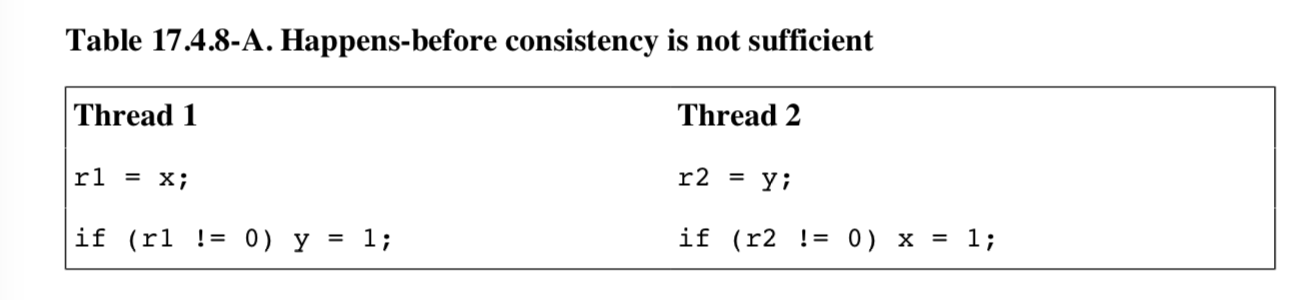 Table 17.4.8-A. Happens-before consistency is not sufficient
Thread 1 Thread 2
r1 = x; r2 = y;
if (r1 != 0) y = 1; if (r2 != 0) x = 1;